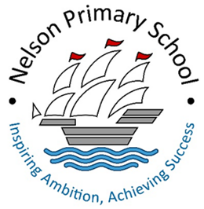 Nelson Primary School
Inspiring Ambition, Achieving Success